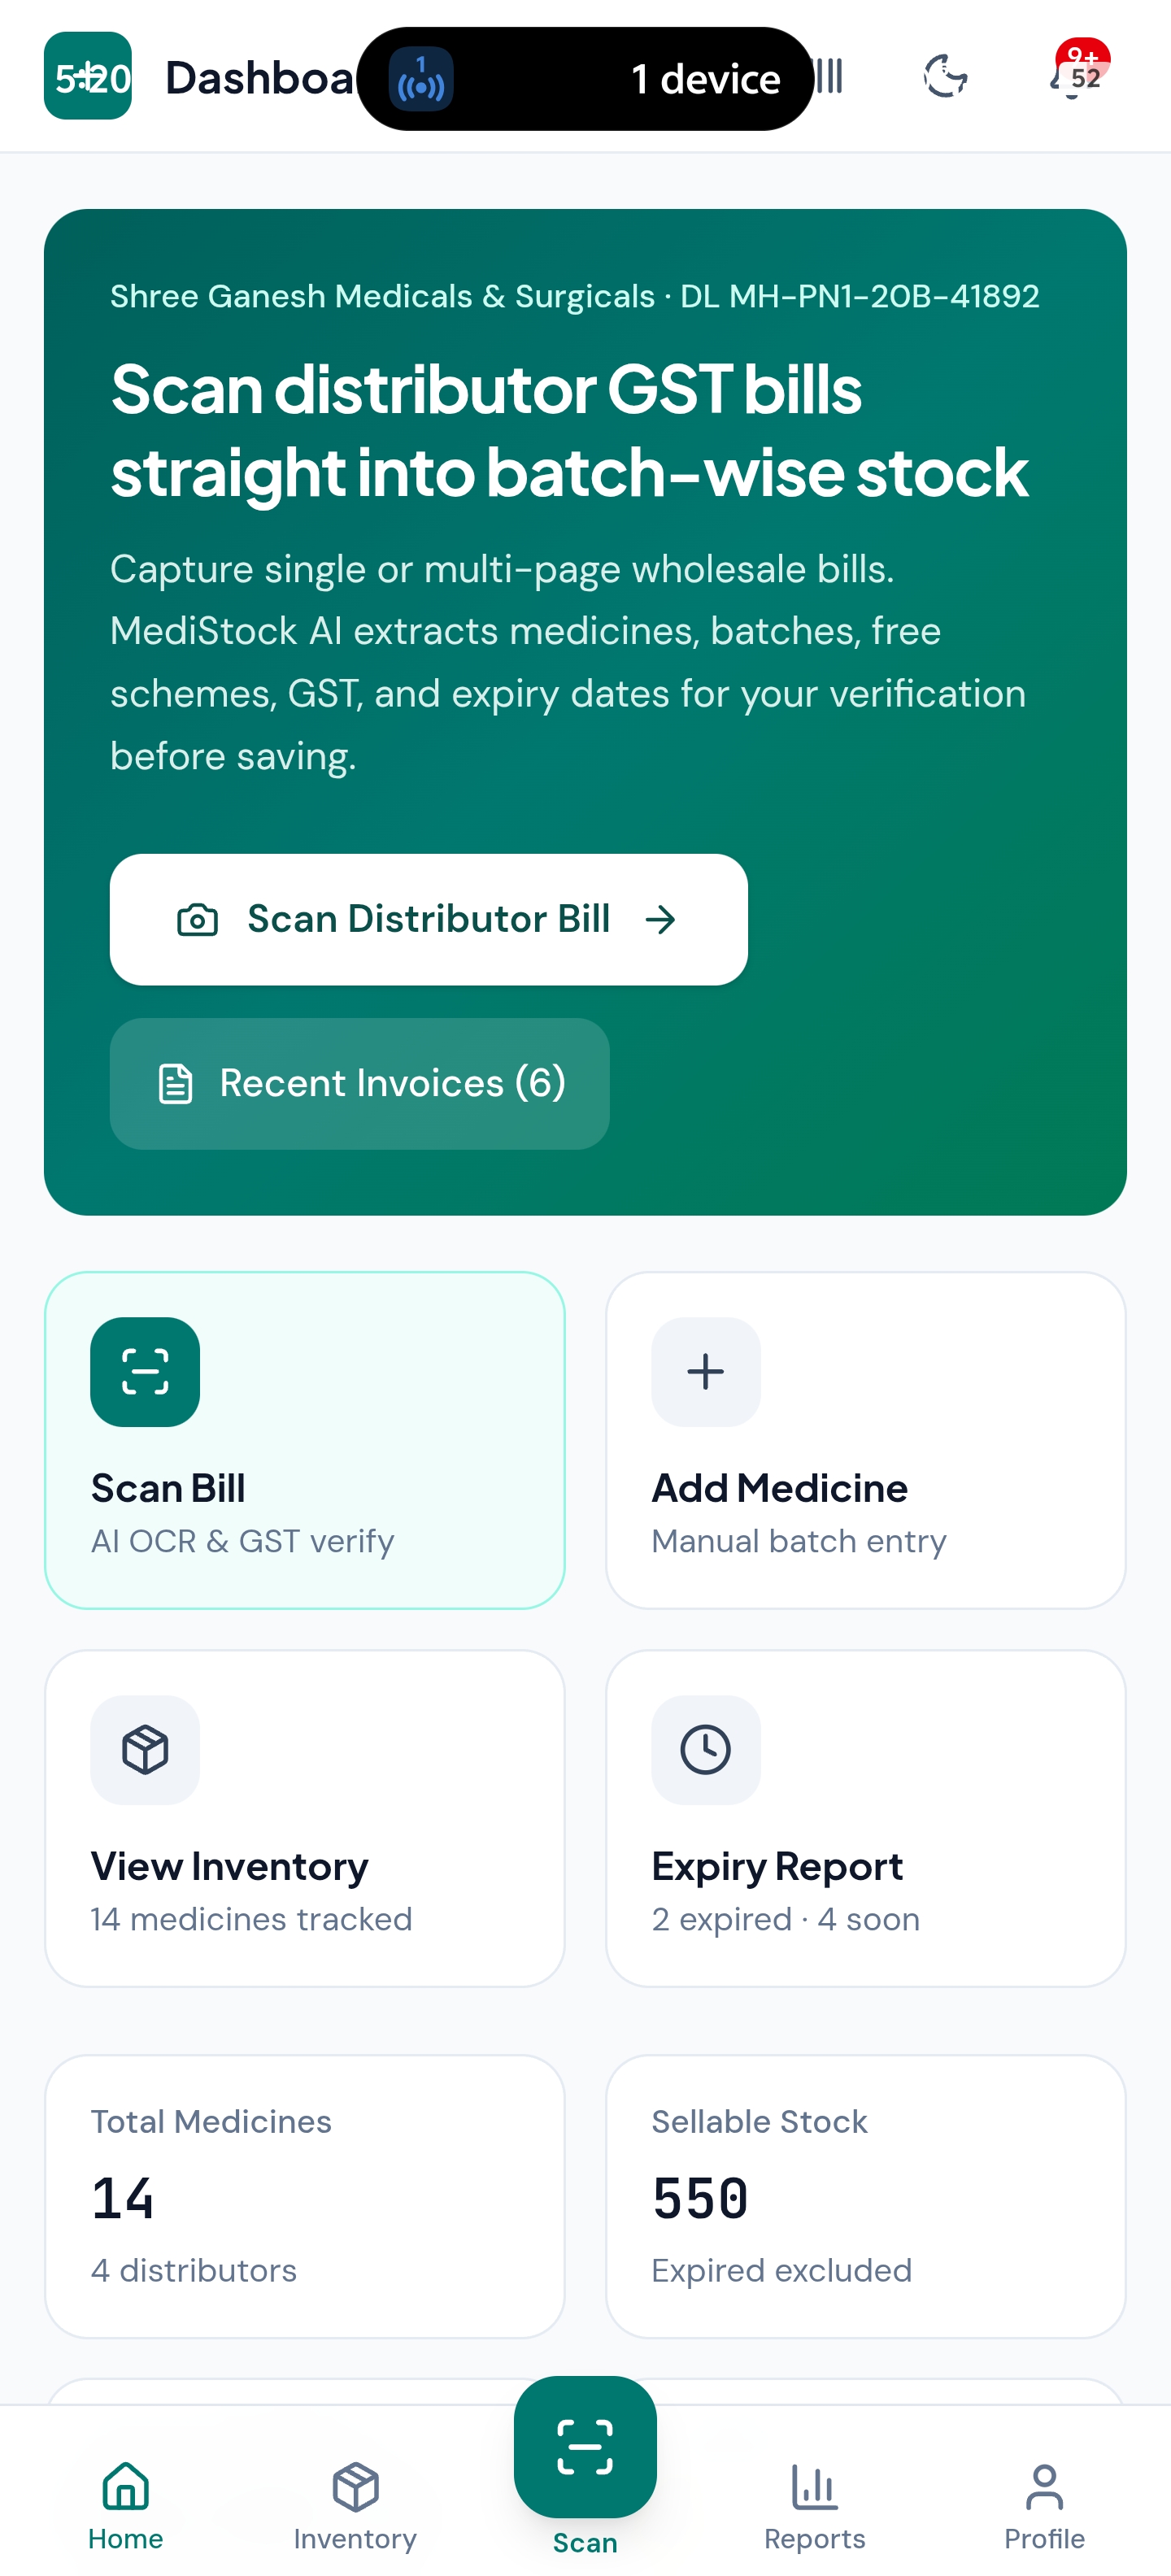 5:20
Dashboa
1
1 device
9+
52
Shree Ganesh Medicals & Surgicals · DL MH-PN1-20B-41892
Scan distributor GST bills
straight into batch-wise stock
Capture single or multi-page wholesale bills.
MediStock AI extracts medicines, batches, free
schemes, GST, and expiry dates for your verification
before saving.
Scan Distributor Bill →
Recent Invoices (6)
Scan Bill
AI OCR & GST verify
Add Medicine
Manual batch entry
View Inventory
14 medicines tracked
Expiry Report
2 expired · 4 soon
Total Medicines
14
4 distributors
Sellable Stock
550
Expired excluded
Home
Inventory
Scan
Reports
Profile